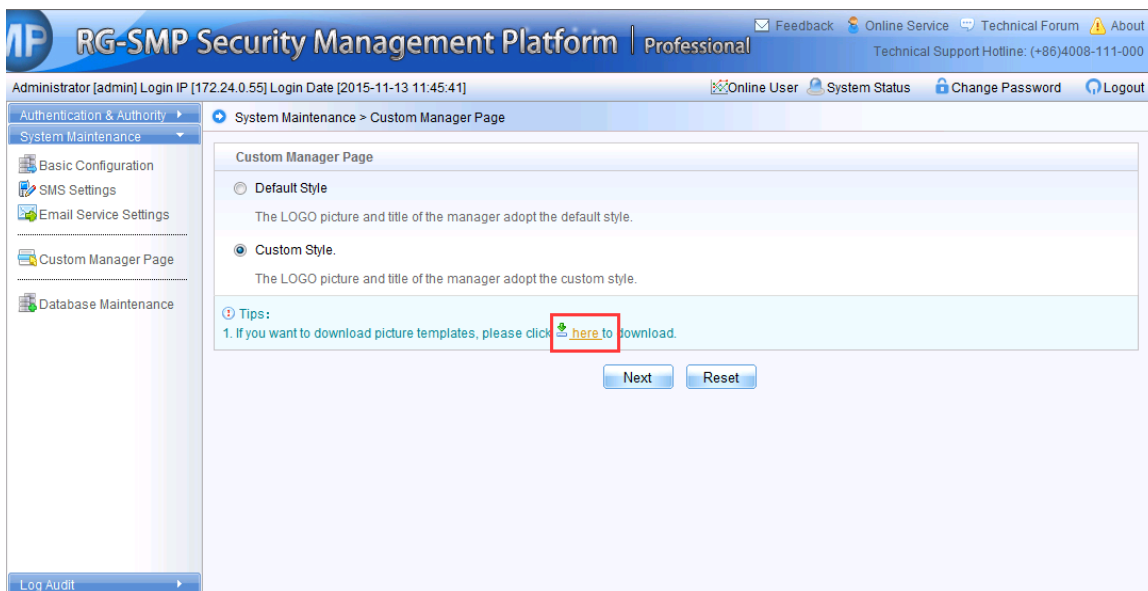 MP RG-SMP Security Management Platform | Professional
Feedback Online Service Technical Forum About
Technical Support Hotline: (+86)4008-111-000
Administrator [admin] Login IP [172.24.0.55] Login Date [2015-11-13 11:45:41]
Online User System Status Change Password Logout
Authentication & Authority
System Maintenance
Basic Configuration
SMS Settings
Email Service Settings
Custom Manager Page
Database Maintenance
Log Audit
System Maintenance > Custom Manager Page
Custom Manager Page
Default Style
The LOGO picture and title of the manager adopt the default style.
Custom Style.
The LOGO picture and title of the manager adopt the custom style.
Tips:
1. If you want to download picture templates, please click here to download.
Next Reset